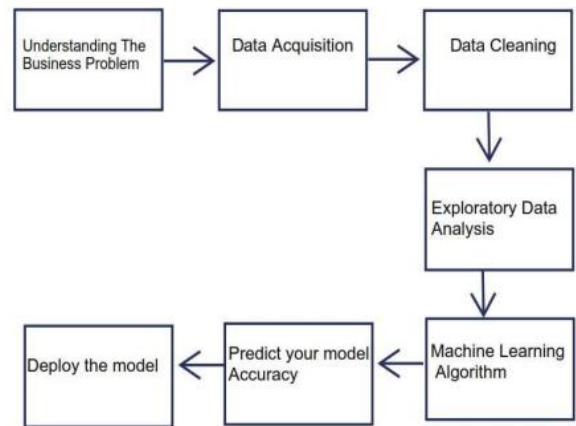 Understanding The
Business Problem
Data Acquisition
Data Cleaning
Exploratory Data
Analysis
Machine Learning
Algorithm
Predict your model
Accuracy
Deploy the model